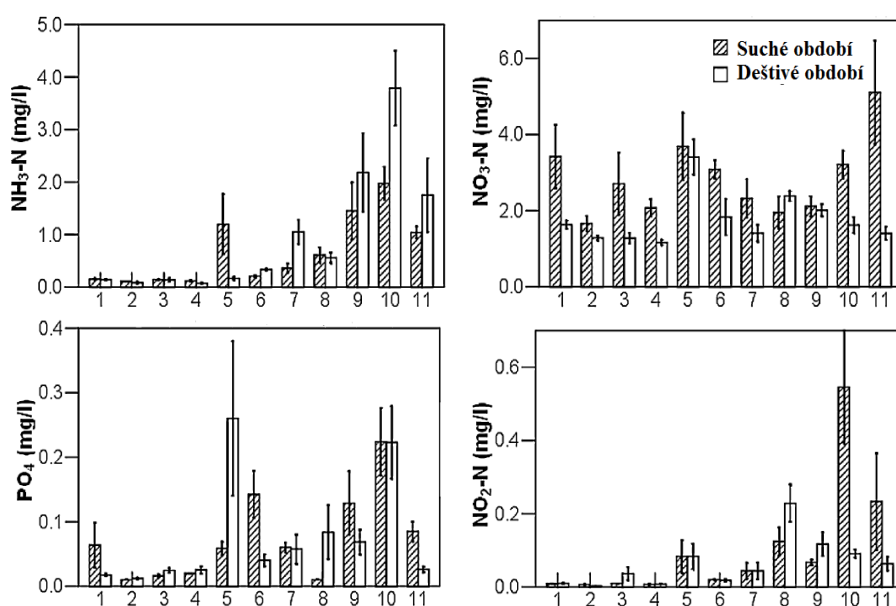 NH₃-N (mg/l)
5.0
4.0
3.0
2.0
1.0
0.0
1 2 3 4 5 6 7 8 9 10 11
NO₃-N (mg/l)
6.0
4.0
2.0
0.0
Suché období
Deštivé období
1 2 3 4 5 6 7 8 9 10 11
PO₄ (mg/l)
0.4
0.3
0.2
0.1
0.0
1 2 3 4 5 6 7 8 9 10 11
NO₂-N (mg/l)
0.6
0.4
0.2
0.0
1 2 3 4 5 6 7 8 9 10 11